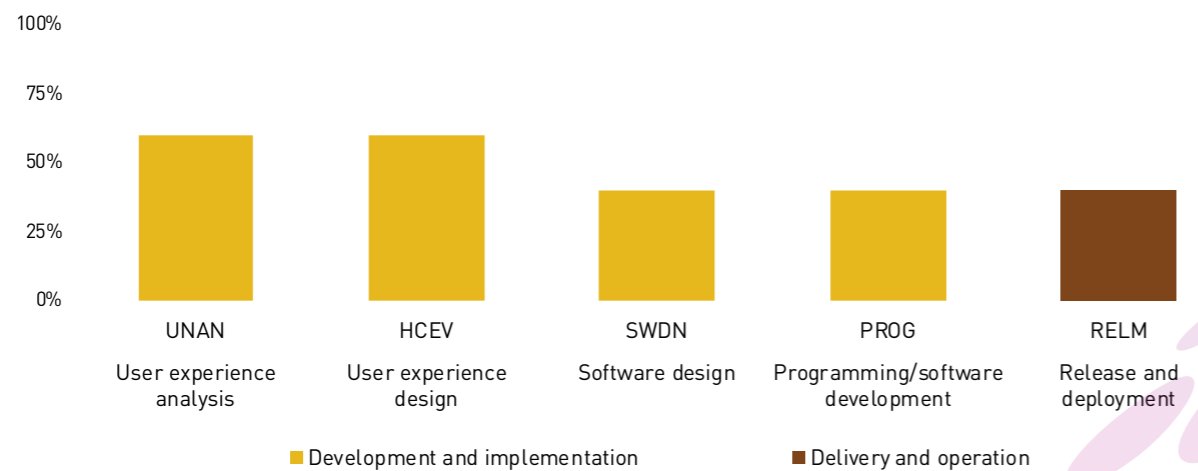 100%
75%
50%
25%
0%
UNAN
HCEV
SWDN
PROG
RELM
User experience
analysis
User experience
design
Software design
Programming/software
development
Release and
deployment
Development and implementation
Delivery and operation